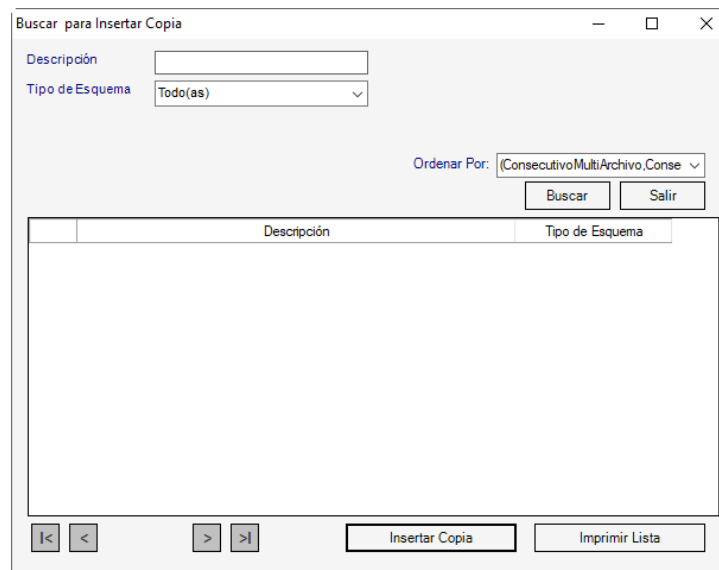 Buscar para Insertar Copia
Descripción
Tipo de Esquema Todo(as)
Ordenar Por: (ConsecutivoMultiArchivo,Conse
Buscar Salir
Descripción Tipo de Esquema
|< < > >| Insertar Copia Imprimir Lista